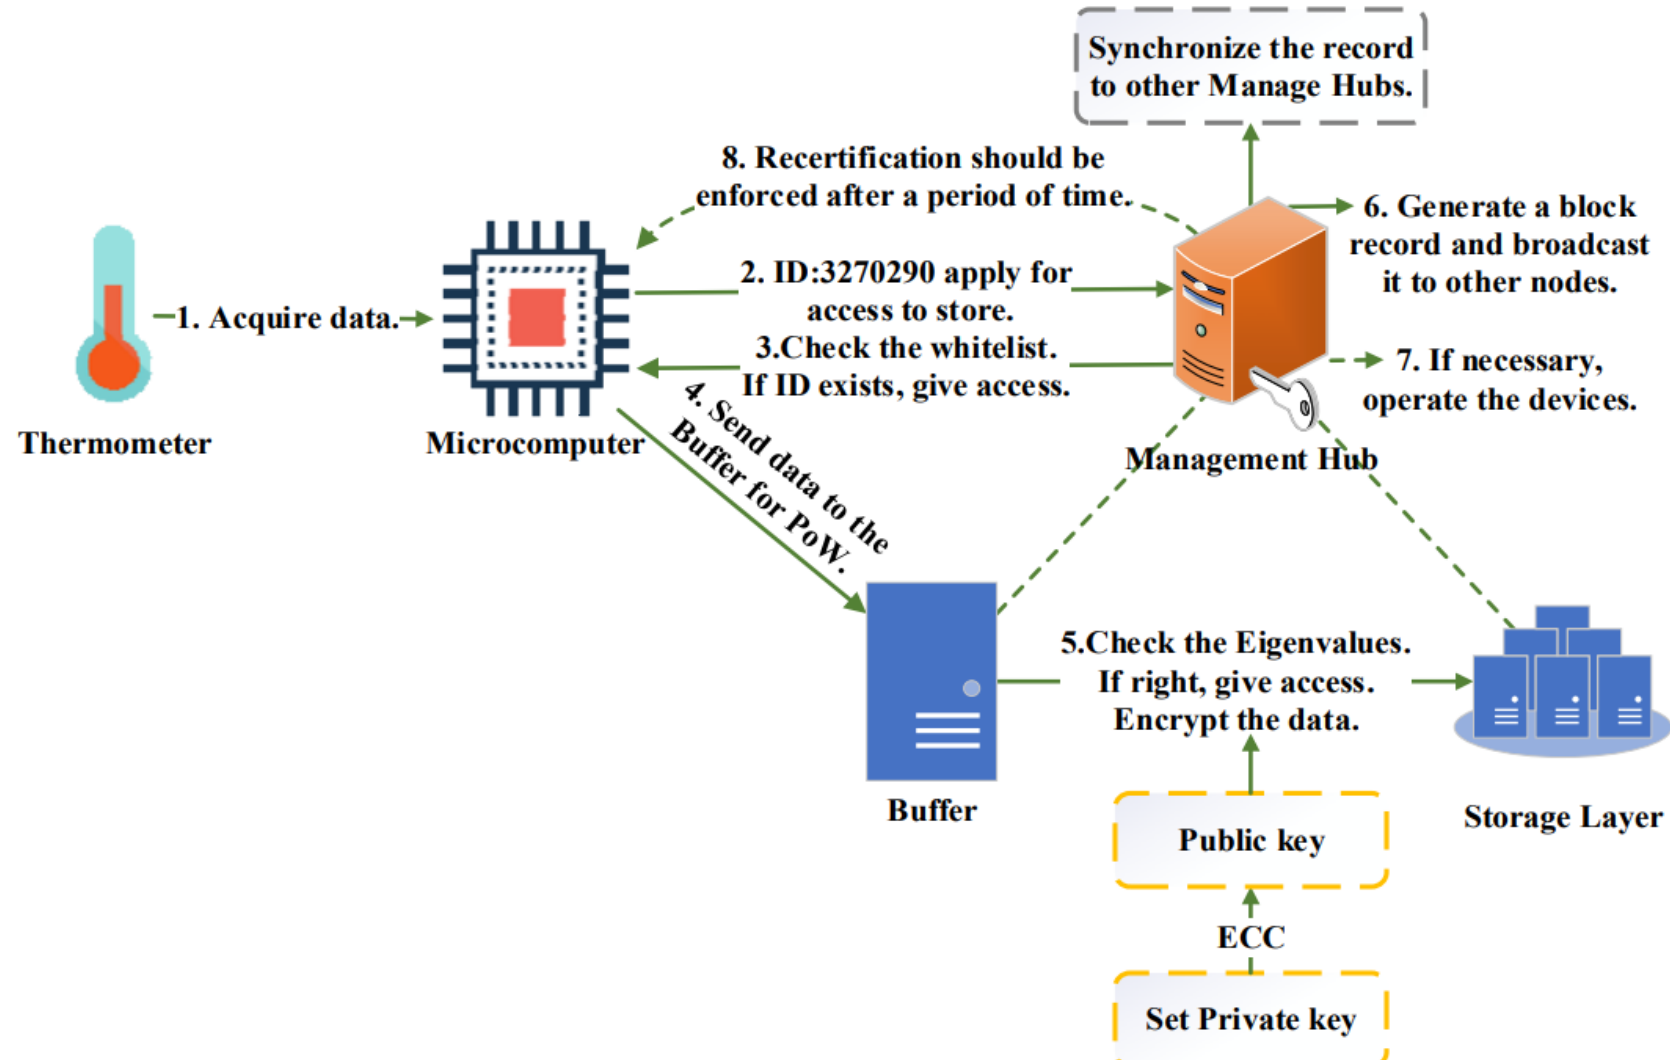 Synchronize the record
to other Manage Hubs.
8. Recertification should be
enforced after a period of time.
6. Generate a block
record and broadcast
it to other nodes.
2. ID:3270290 apply for
access to store.
1. Acquire data.
3.Check the whitelist.
If ID exists, give access.
7. If necessary,
operate the devices.
Thermometer
Microcomputer
Management Hub
4. Send data to the
Buffer for PoW.
5.Check the Eigenvalues.
If right, give access.
Encrypt the data.
Buffer
Storage Layer
Public key
ECC
Set Private key